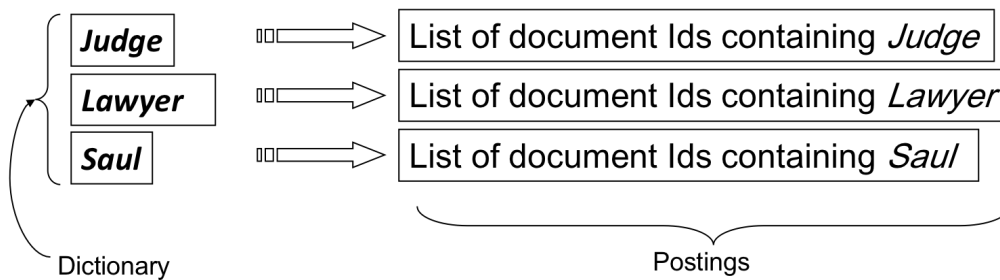 Judge List of document Ids containing Judge
Lawyer List of document Ids containing Lawyer
Saul List of document Ids containing Saul
Dictionary Postings